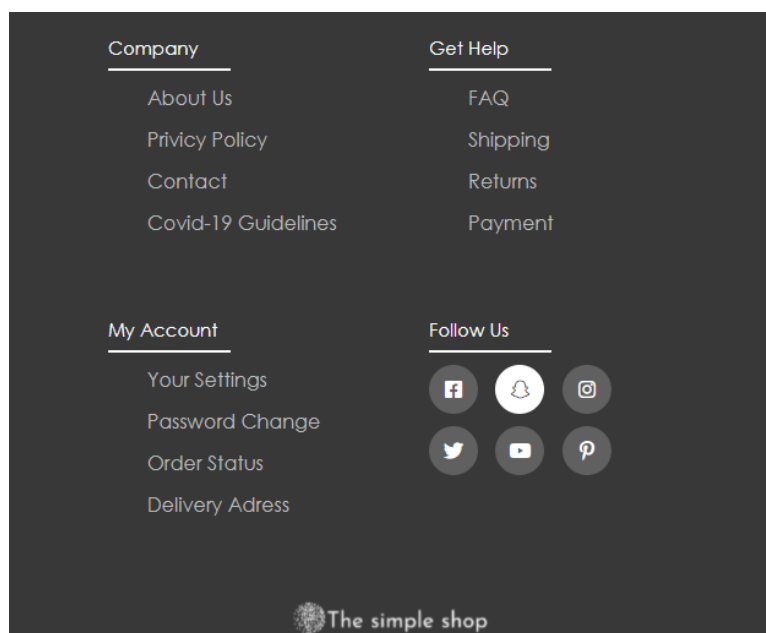 Company
About Us
Privicy Policy
Contact
Covid-19 Guidelines
Get Help
FAQ
Shipping
Returns
Payment
My Account
Your Settings
Password Change
Order Status
Delivery Adress
Follow Us
The simple shop